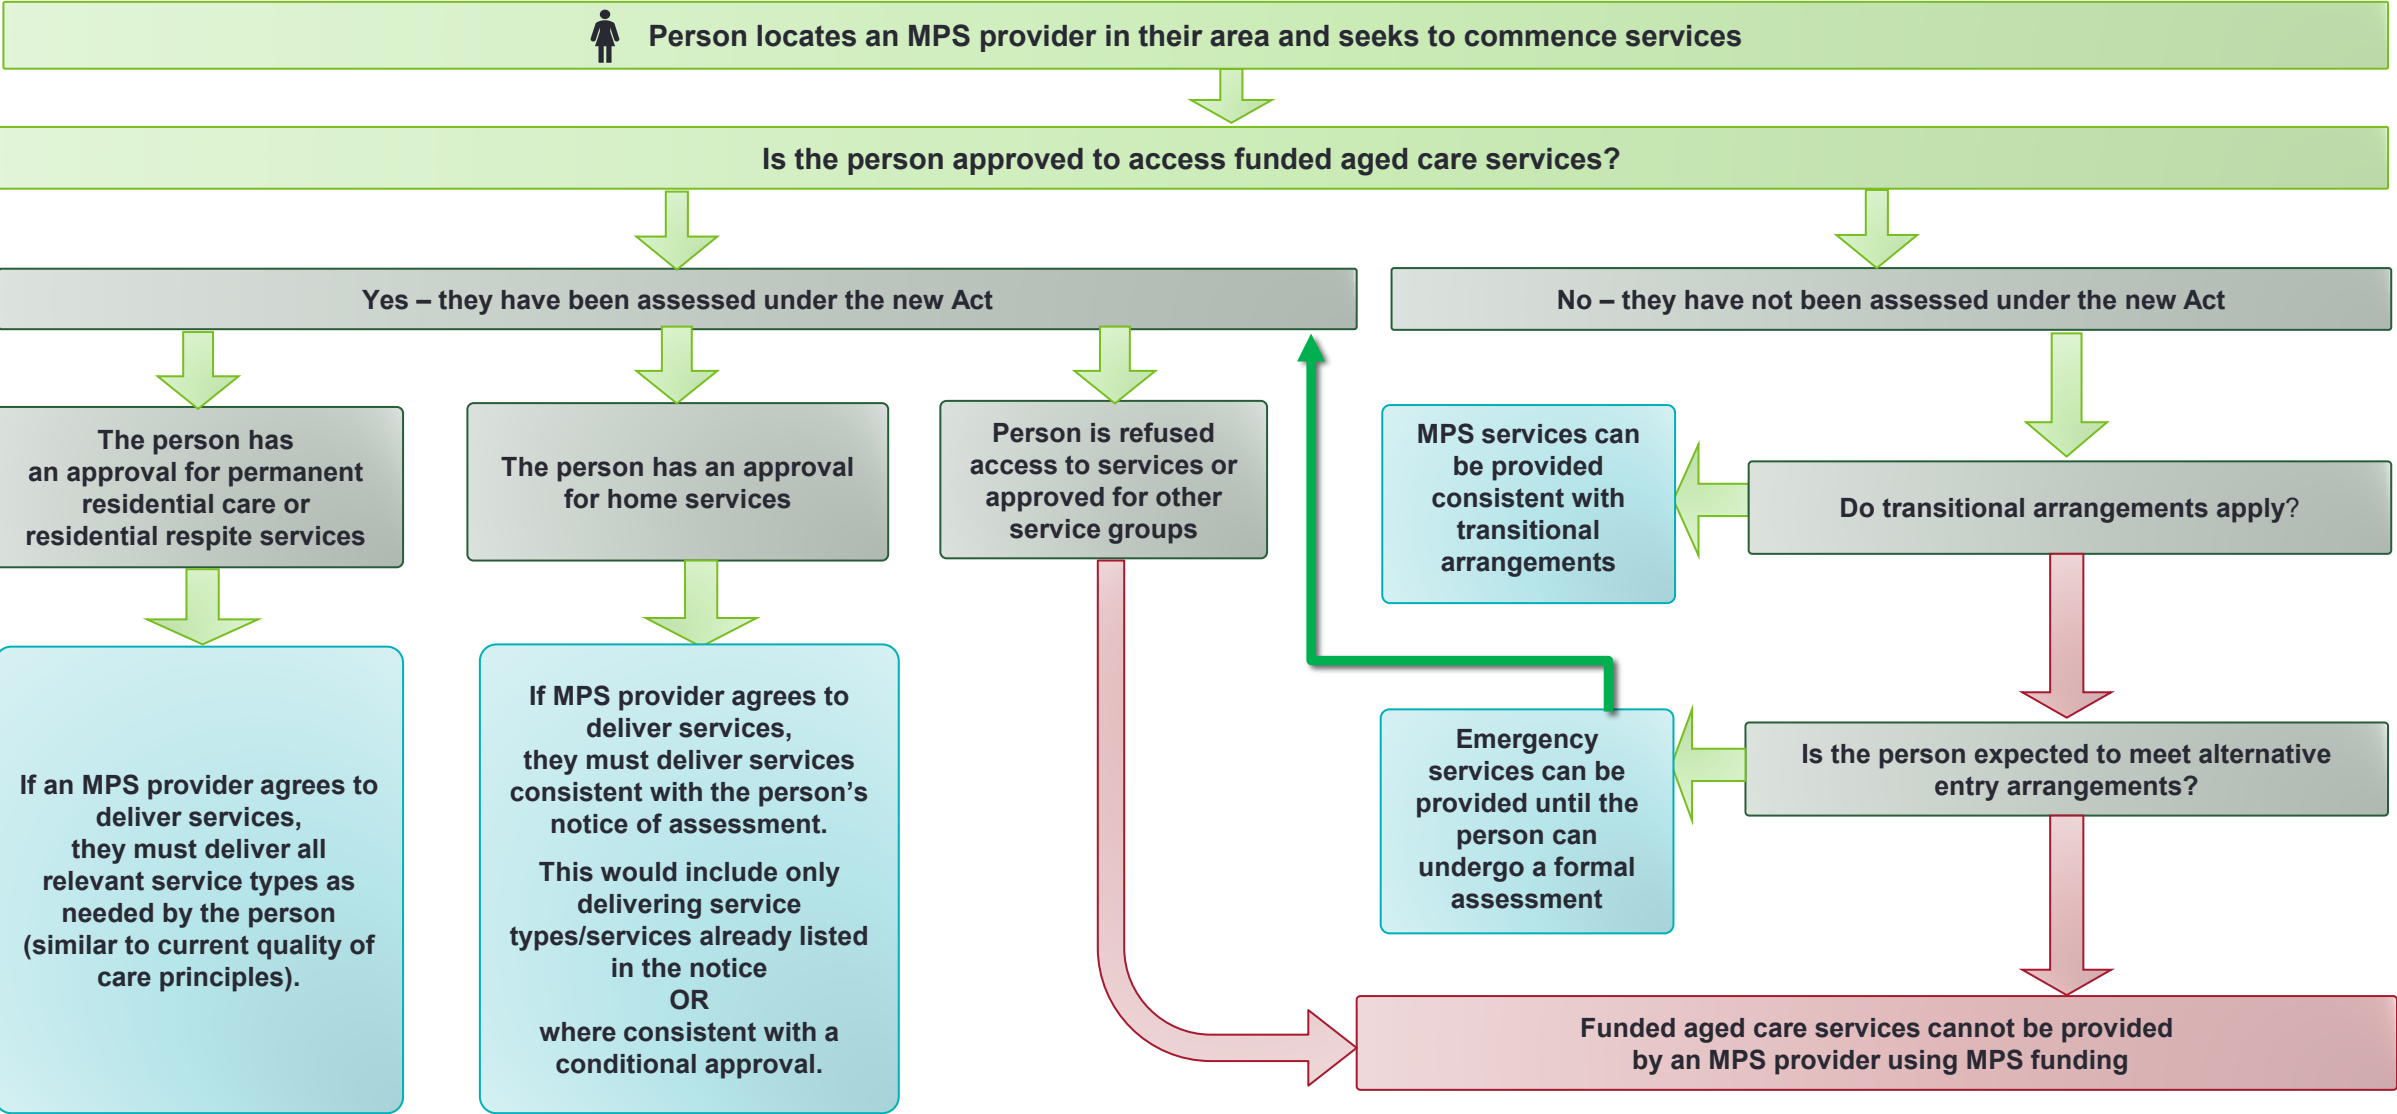 Person locates an MPS provider in their area and seeks to commence services
Is the person approved to access funded aged care services?
Yes – they have been assessed under the new Act
No – they have not been assessed under the new Act
The person has
an approval for permanent
residential care or
residential respite services
The person has an approval
for home services
Person is refused
access to services or
approved for other
service groups
MPS services can
be provided
consistent with
transitional
arrangements
Do transitional arrangements apply?
If an MPS provider agrees to
deliver services,
they must deliver all
relevant service types as
needed by the person
(similar to current quality of
care principles).
If MPS provider agrees to
deliver services,
they must deliver services
consistent with the person’s
notice of assessment.
This would include only
delivering service
types/services already listed
in the notice
OR
where consistent with a
conditional approval.
Emergency
services can be
provided until the
person can
undergo a formal
assessment
Is the person expected to meet alternative
entry arrangements?
Funded aged care services cannot be provided
by an MPS provider using MPS funding